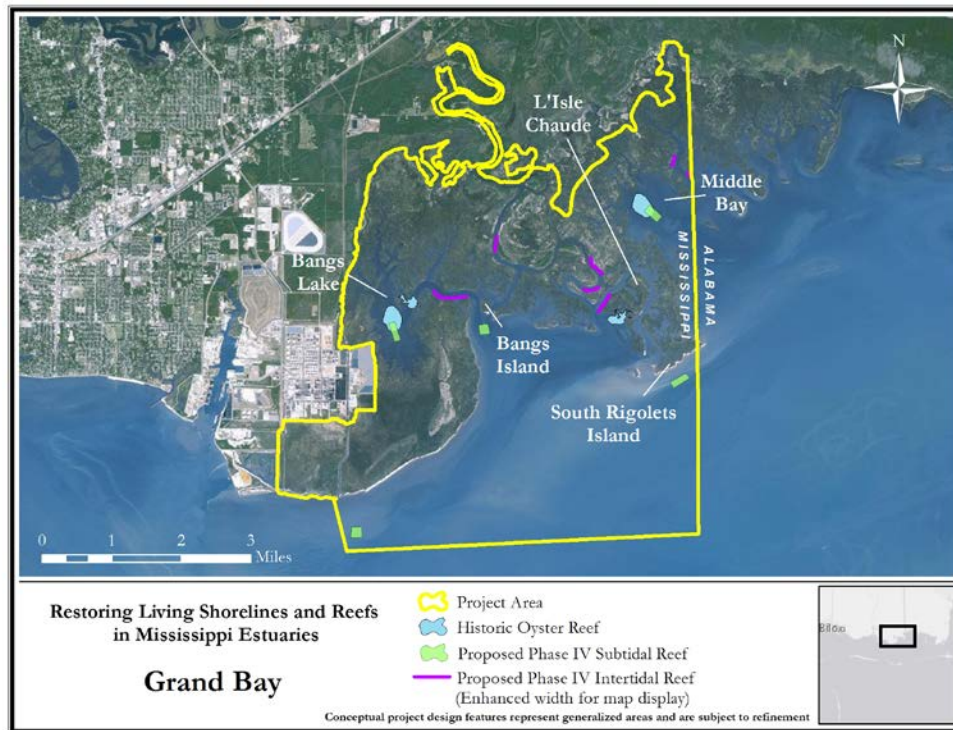 N
L'Isle
Chaude
Middle
Bay
MISSISSIPPI
ALABAMA
Bangs
Lake
Bangs
Island
South Rigolets
Island
0 1 2 3
Miles
Restoring Living Shorelines and Reefs
in Mississippi Estuaries
Grand Bay
Project Area
Historic Oyster Reef
Proposed Phase IV Subtidal Reef
Proposed Phase IV Intertidal Reef
(Enhanced width for map display)
Conceptual project design features represent generalized areas and are subject to refinement